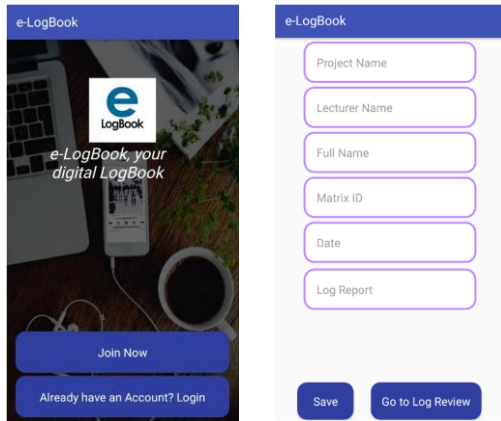 e-LogBook
e
LogBook
e-LogBook, your
digital LogBook
Join Now
Already have an Account? Login
e-LogBook
Project Name
Lecturer Name
Full Name
Matrix ID
Date
Log Report
Save
Go to Log Review